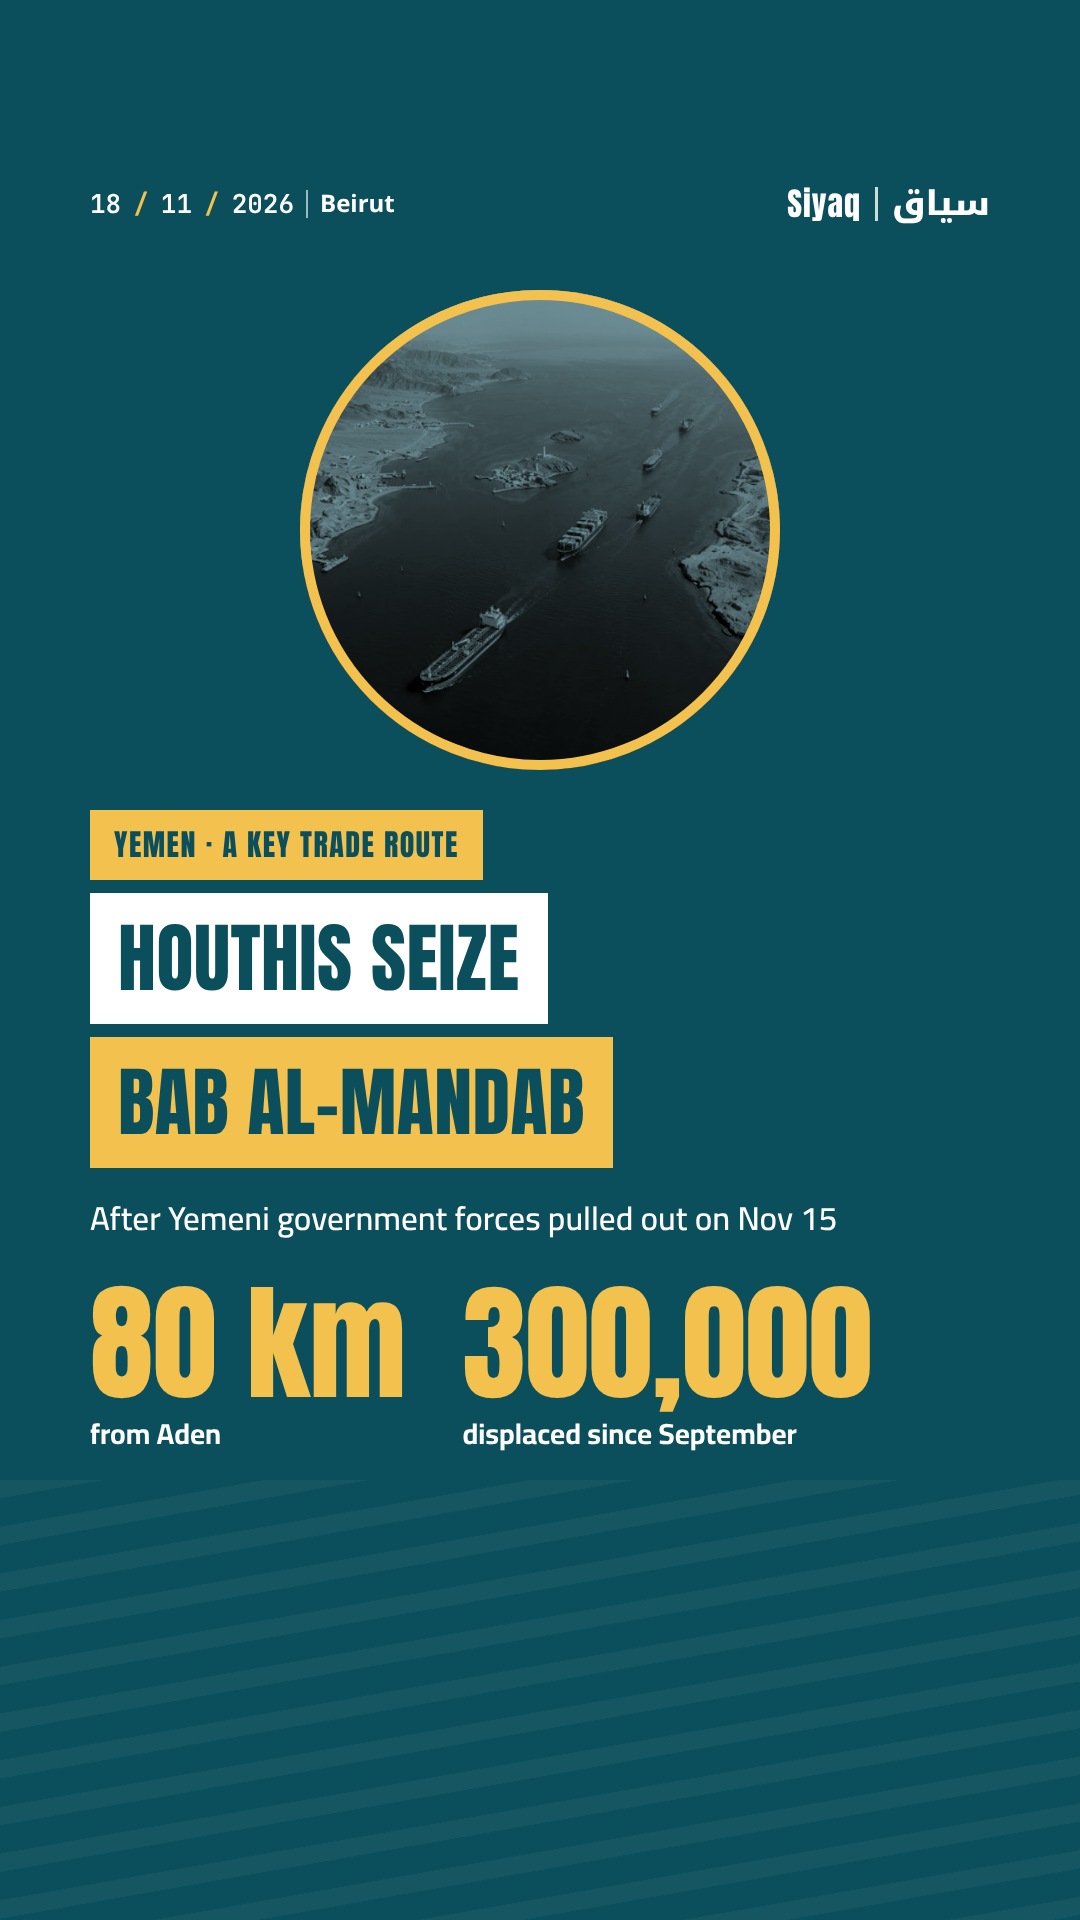 18 / 11 / 2026 | Beirut
Siyaq | سياق
YEMEN · A KEY TRADE ROUTE
HOUTHIS SEIZE
BAB AL-MANDAB
After Yemeni government forces pulled out on Nov 15
80 km
from Aden
300,000
displaced since September